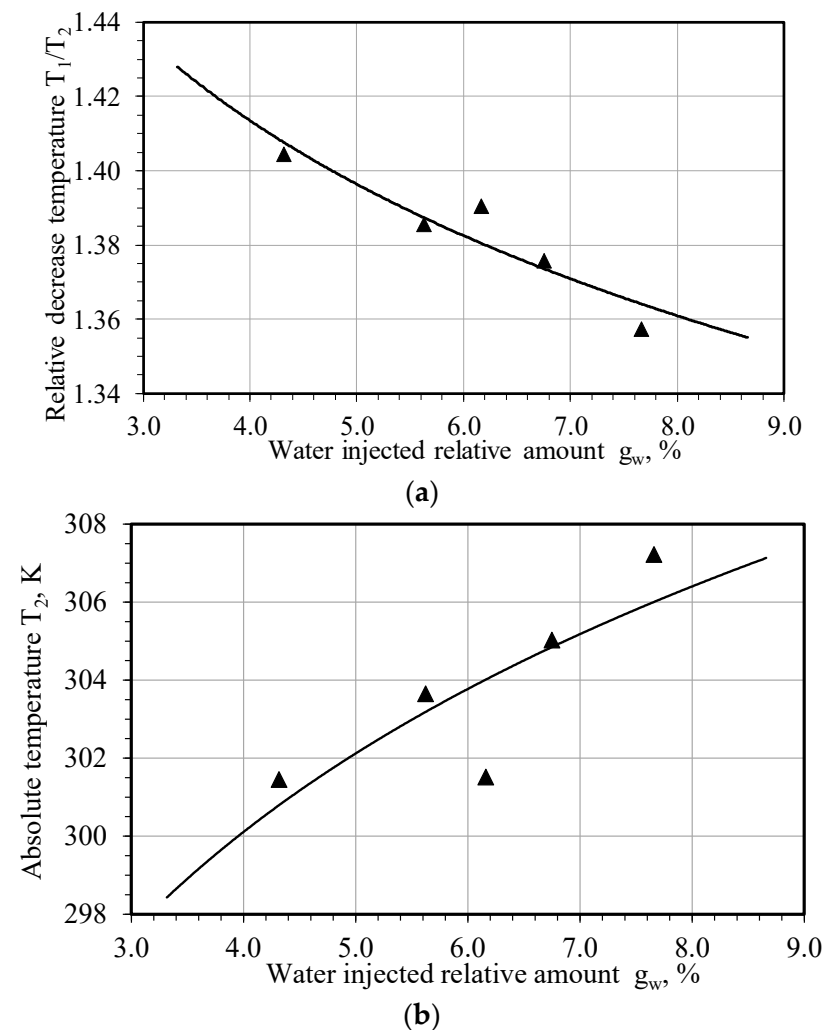 Relative decrease temperature T₁/T₂
1.44
1.42
1.40
1.38
1.36
1.34
3.0 4.0 5.0 6.0 7.0 8.0 9.0
Water injected relative amount g_w, %
(a)
Absolute temperature T₂, K
308
306
304
302
300
298
3.0 4.0 5.0 6.0 7.0 8.0 9.0
Water injected relative amount g_w, %
(b)